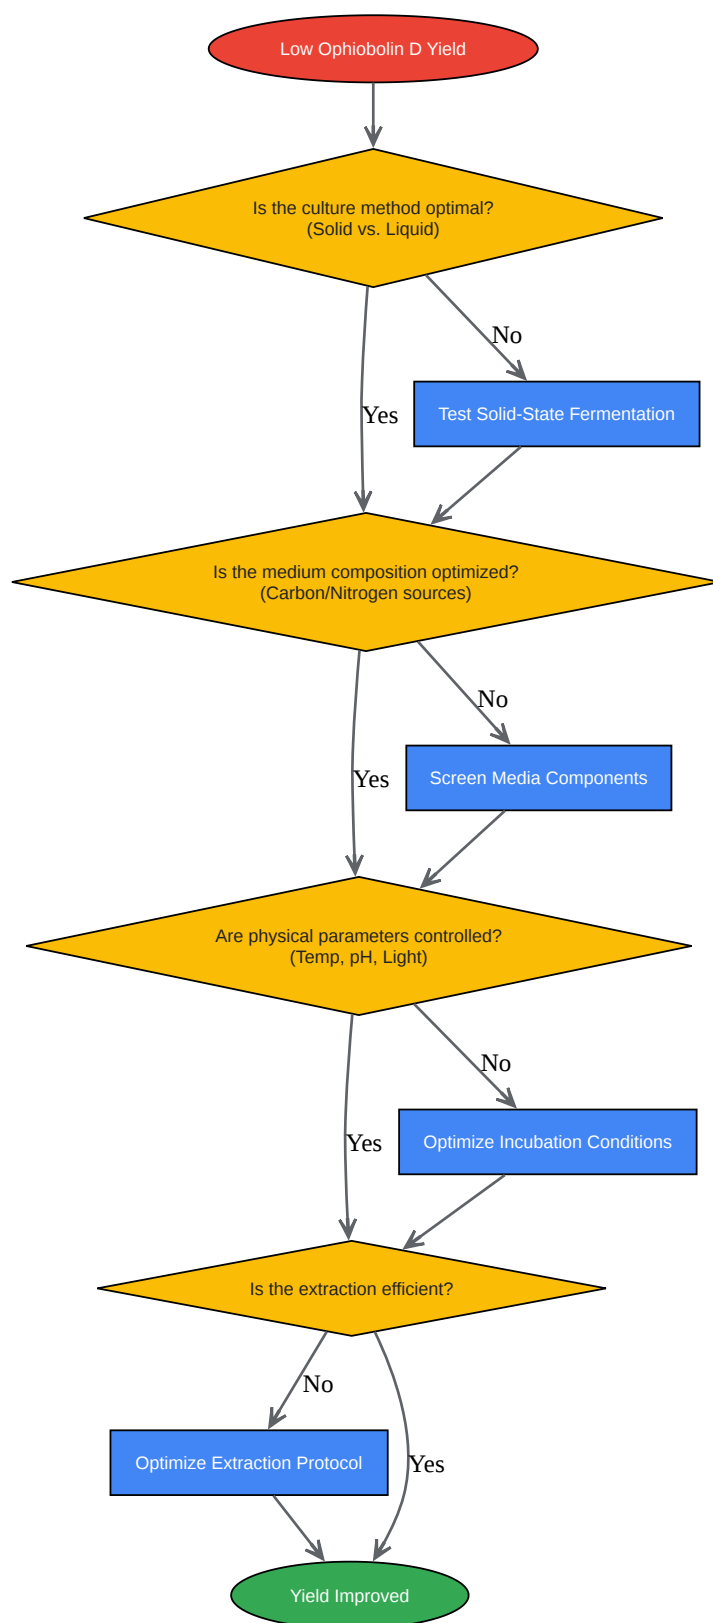 Low Ophiobolin D Yield
Is the culture method optimal?
(Solid vs. Liquid)
No
Yes
Test Solid-State Fermentation
Is the medium composition optimized?
(Carbon/Nitrogen sources)
No
Yes
Screen Media Components
Are physical parameters controlled?
(Temp, pH, Light)
No
Yes
Optimize Incubation Conditions
Is the extraction efficient?
No
Optimize Extraction Protocol
Yes
Yield Improved